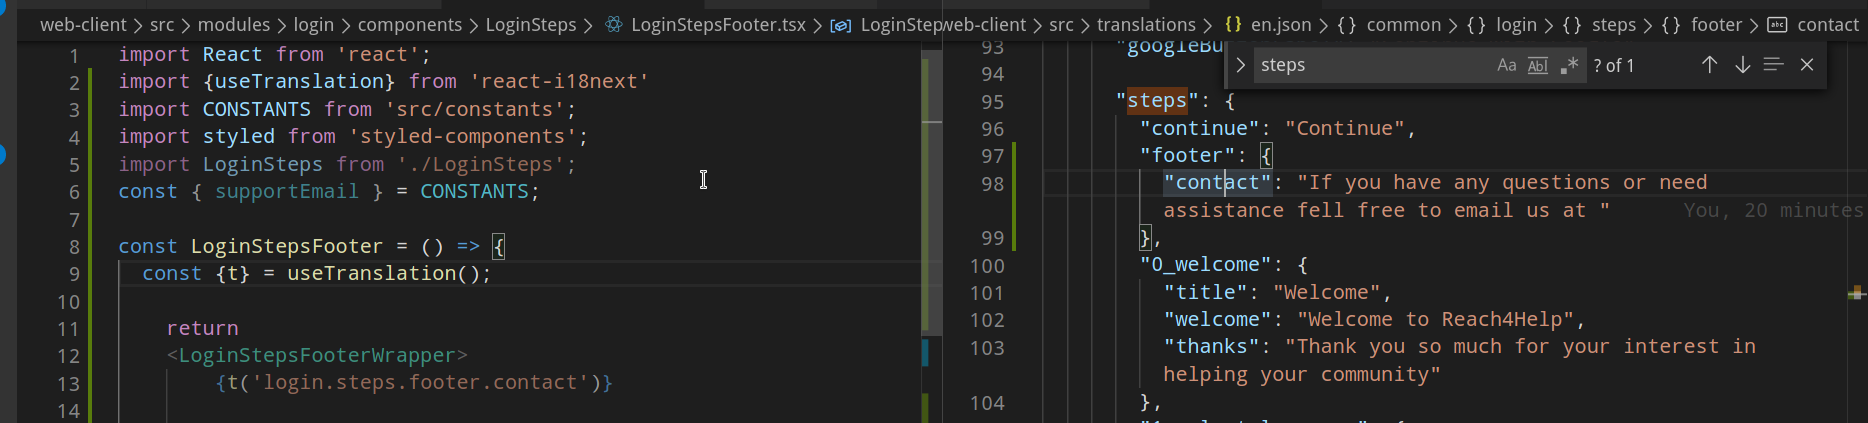 web-client > src > modules > login > components > LoginSteps > LoginStepsFooter.tsx > LoginStep
1 import React from 'react';
2 import {useTranslation} from 'react-i18next'
3 import CONSTANTS from 'src/constants';
4 import styled from 'styled-components';
5 import LoginSteps from './LoginSteps';
6 const { supportEmail } = CONSTANTS;
7
8 const LoginStepsFooter = () => {
9 const {t} = useTranslation();
10
11 return
12 <LoginStepsFooterWrapper>
13 {t('login.steps.footer.contact')}
14
web-client > src > translations > {} en.json > {} common > {} login > {} steps > {} footer > abc contact
> steps Aa Abl .* ? of 1
93 "googleBu
94
95 "steps": {
96 "continue": "Continue",
97 "footer": {
98 "contact": "If you have any questions or need
assistance fell free to email us at " You, 20 minutes
99 },
100 "0_welcome": {
101 "title": "Welcome",
102 "welcome": "Welcome to Reach4Help",
103 "thanks": "Thank you so much for your interest in
helping your community"
104 },